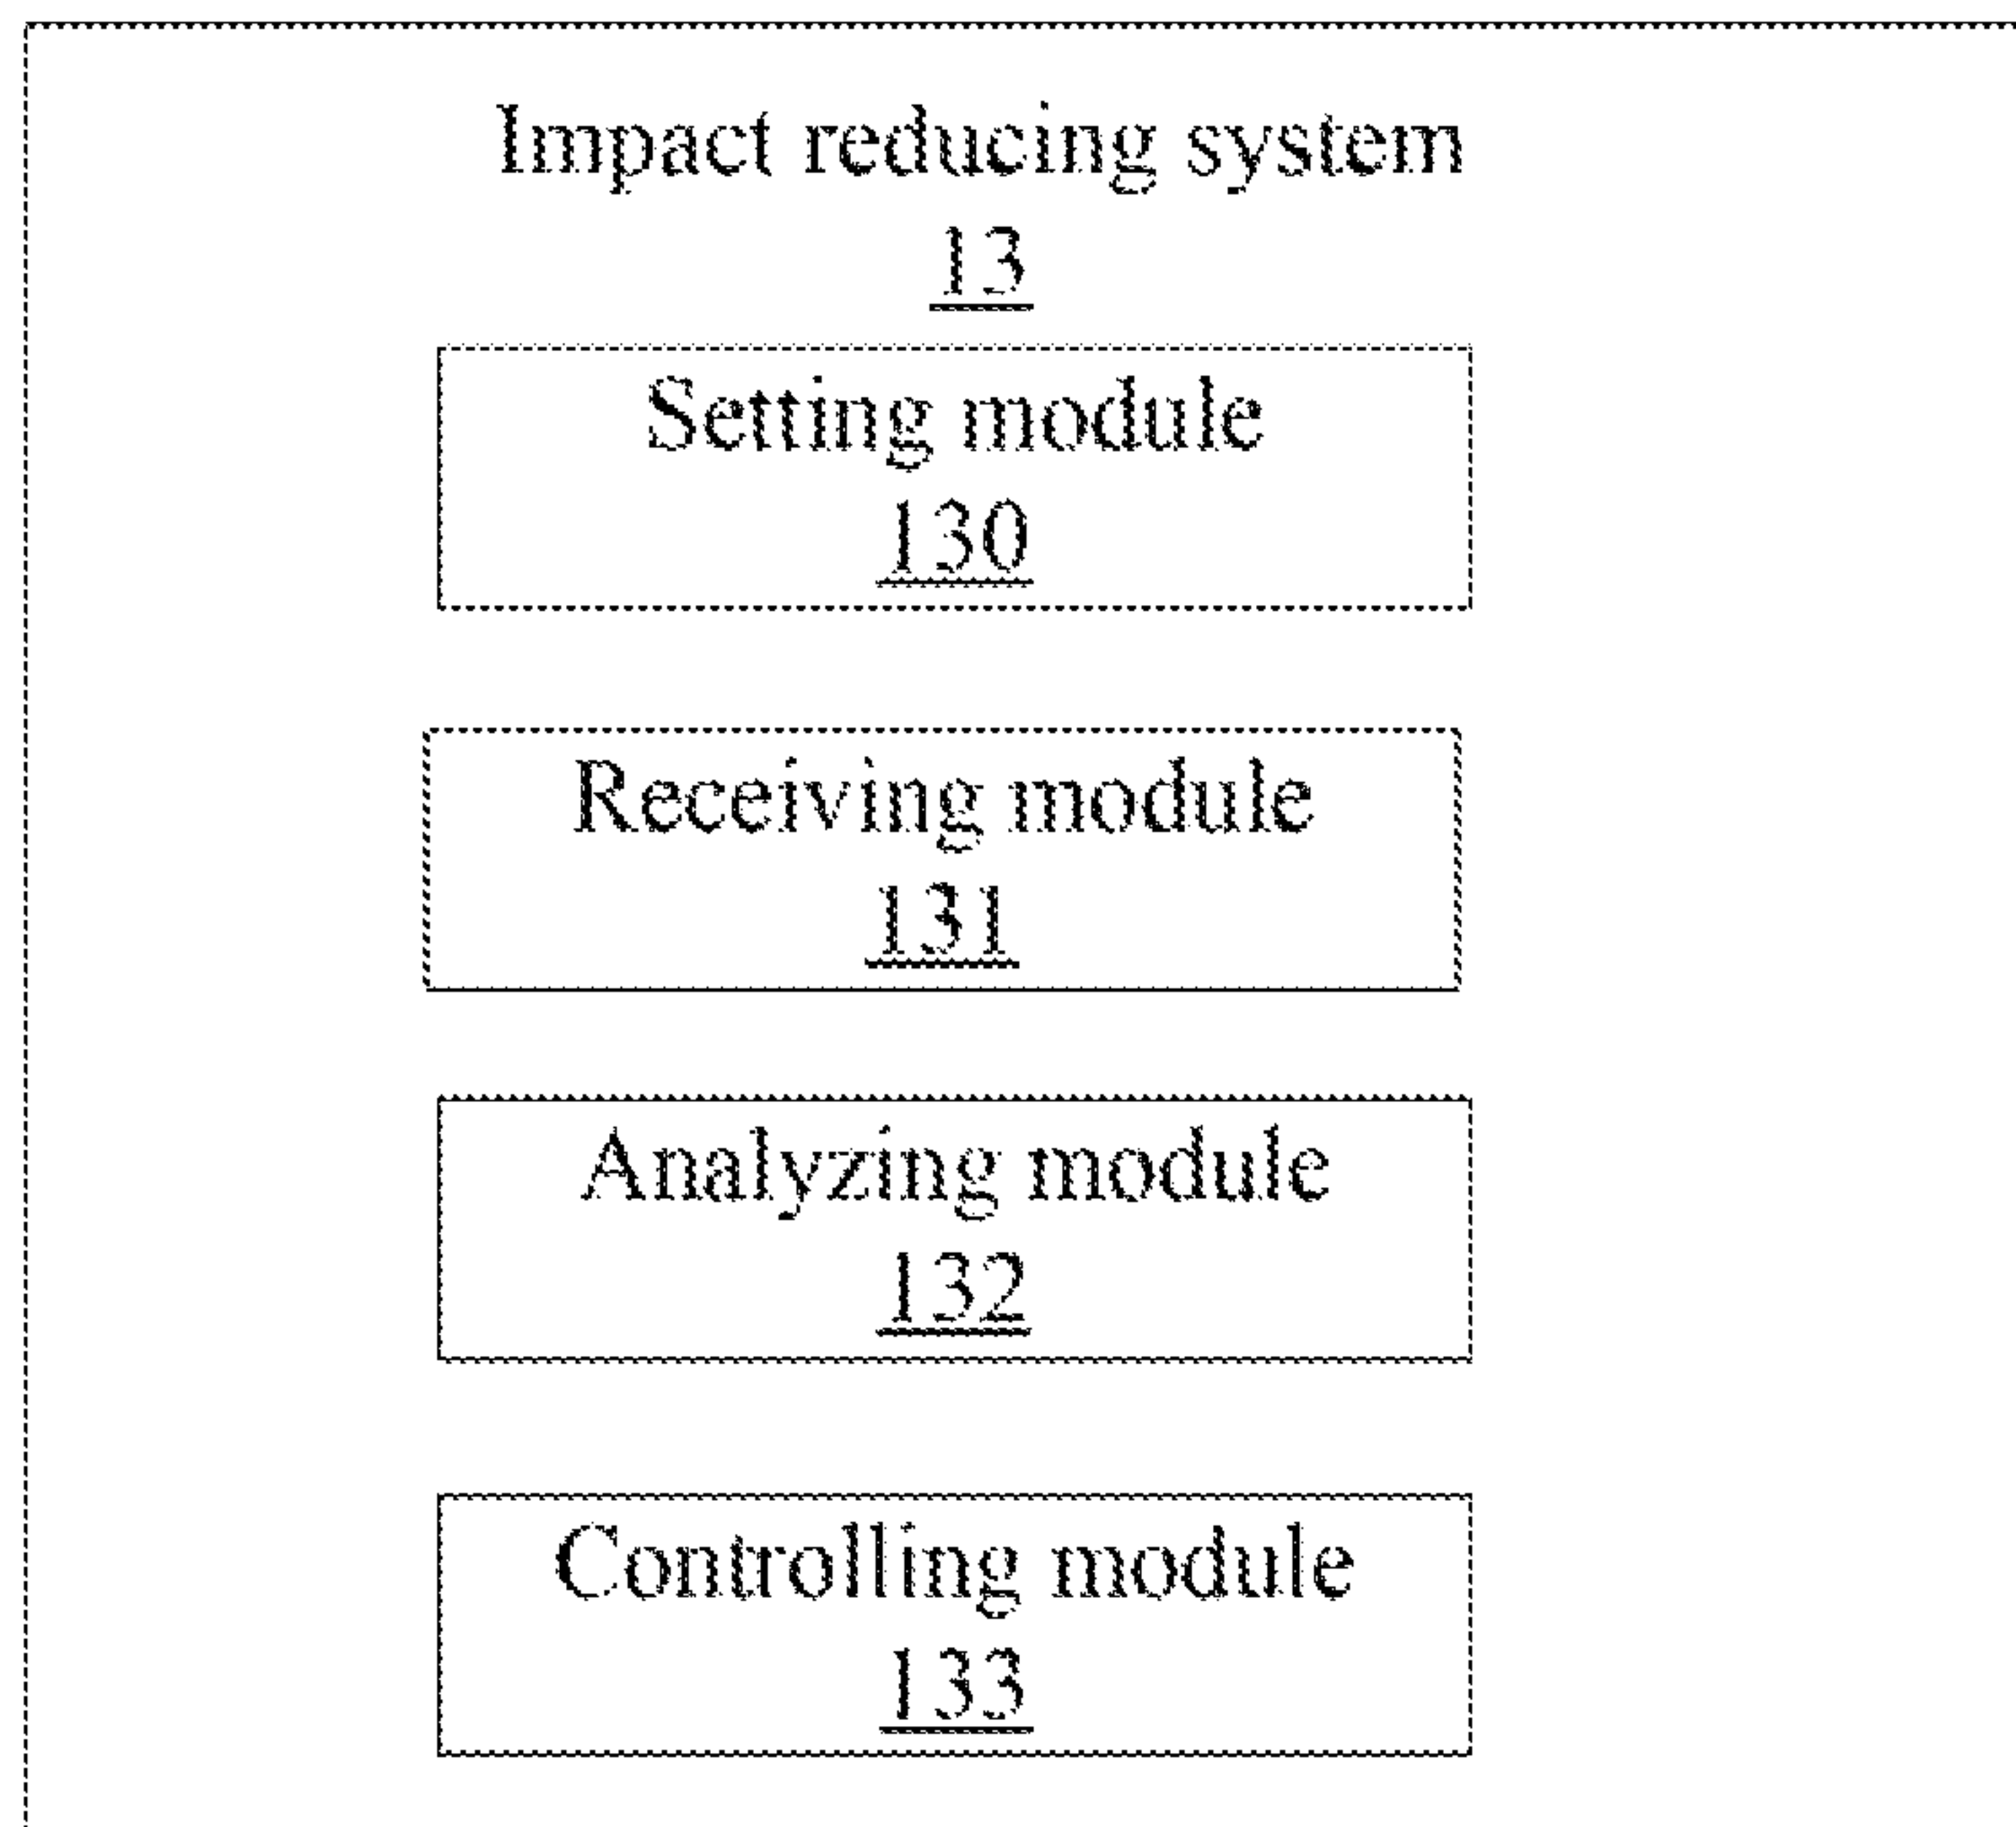 Impact reducing system
13
Setting module
130
Receiving module
131
Analyzing module
132
Controlling module
133